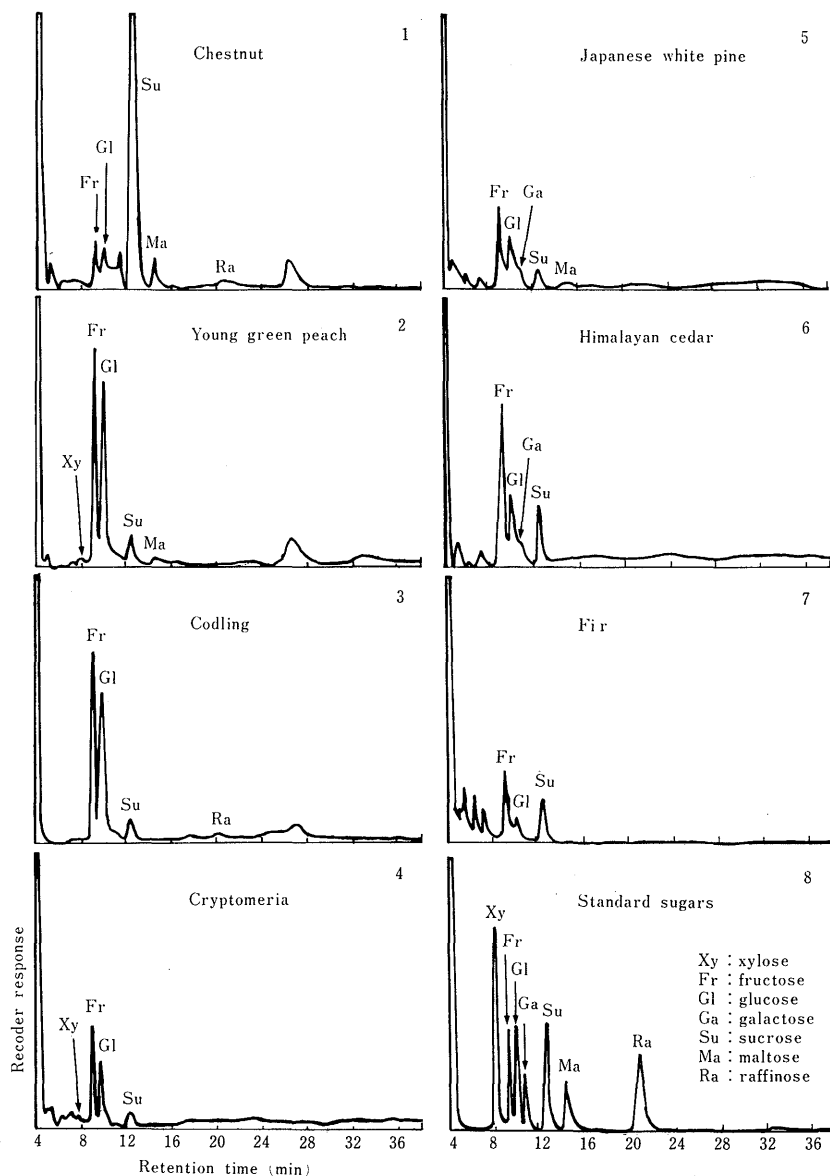 1
Chestnut
Su
Gl
Fr
Ma
Ra
2
Young green peach
Fr
Gl
Xy
Su
Ma
3
Codling
Fr
Gl
Su
Ra
4
Cryptomeria
Xy
Fr
Gl
Su
Recoder response
4 8 12 16 20 24 28 32 36
Retention time (min)
5
Japanese white pine
Fr
Ga
Gl
Su
Ma
6
Himalayan cedar
Fr
Ga
Gl
Su
7
Fir
Fr
Gl
Su
8
Standard sugars
Xy
Fr
Gl
Ga
Su
Ma
Ra
Xy : xylose
Fr : fructose
Gl : glucose
Ga : galactose
Su : sucrose
Ma : maltose
Ra : raffinose
4 8 12 16 20 24 28 32 36